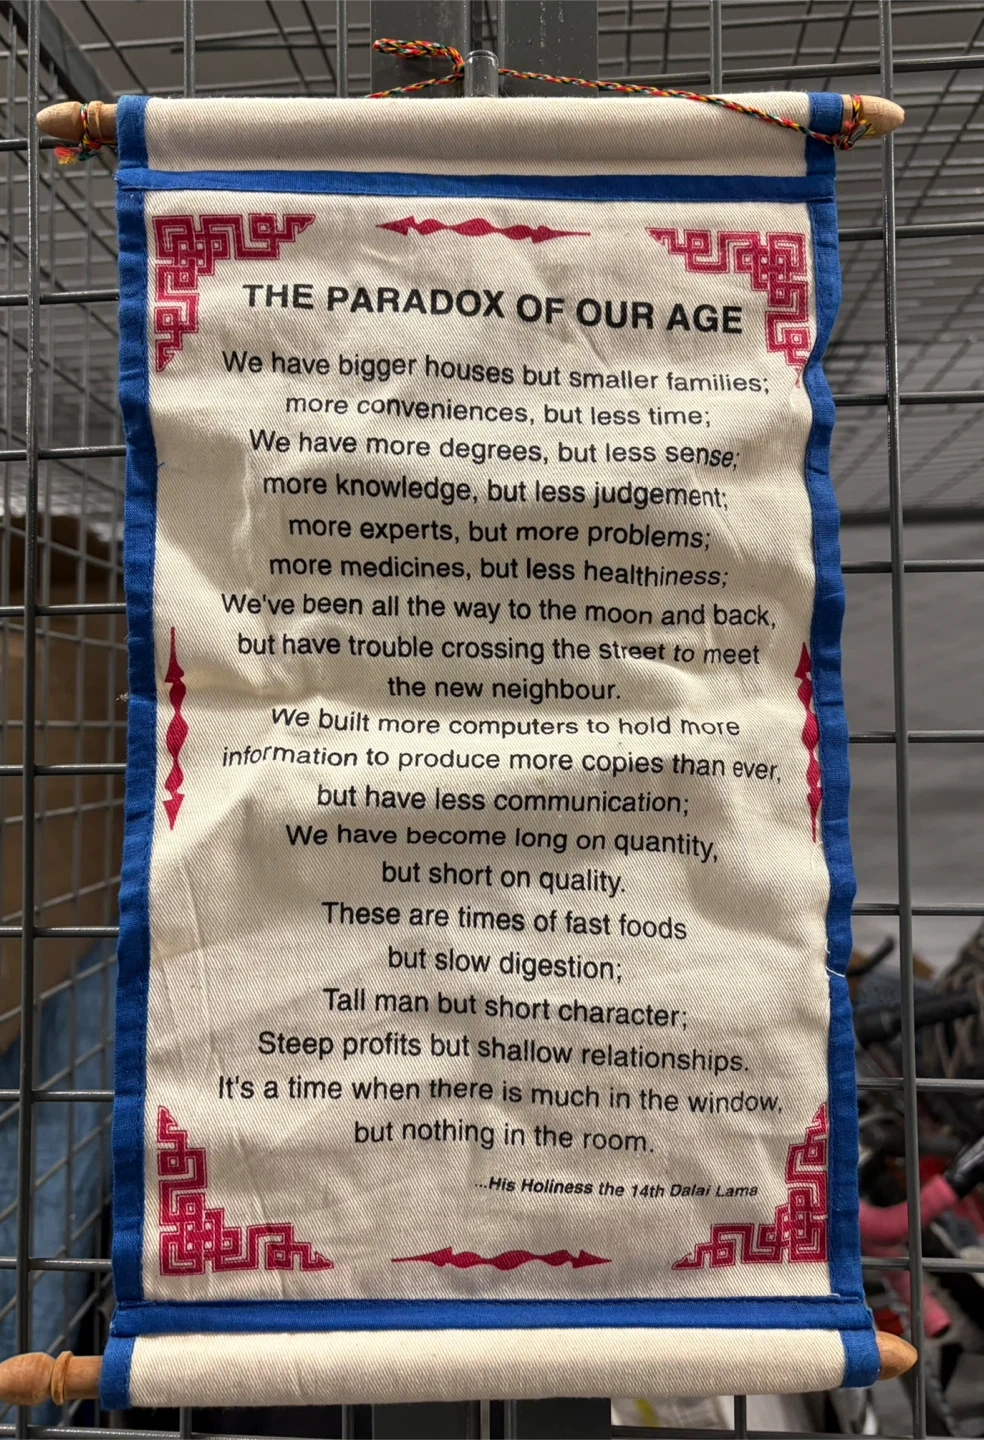 THE PARADOX OF OUR AGE
We have bigger houses but smaller families;
more conveniences, but less time;
We have more degrees, but less sense;
more knowledge, but less judgement;
more experts, but more problems;
more medicines, but less healthiness;
We've been all the way to the moon and back,
but have trouble crossing the street to meet
the new neighbour.
We built more computers to hold more
information to produce more copies than ever,
but have less communication;
We have become long on quantity,
but short on quality.
These are times of fast foods
but slow digestion;
Tall man but short character;
Steep profits but shallow relationships.
It's a time when there is much in the window,
but nothing in the room.
...His Holiness the 14th Dalai Lama